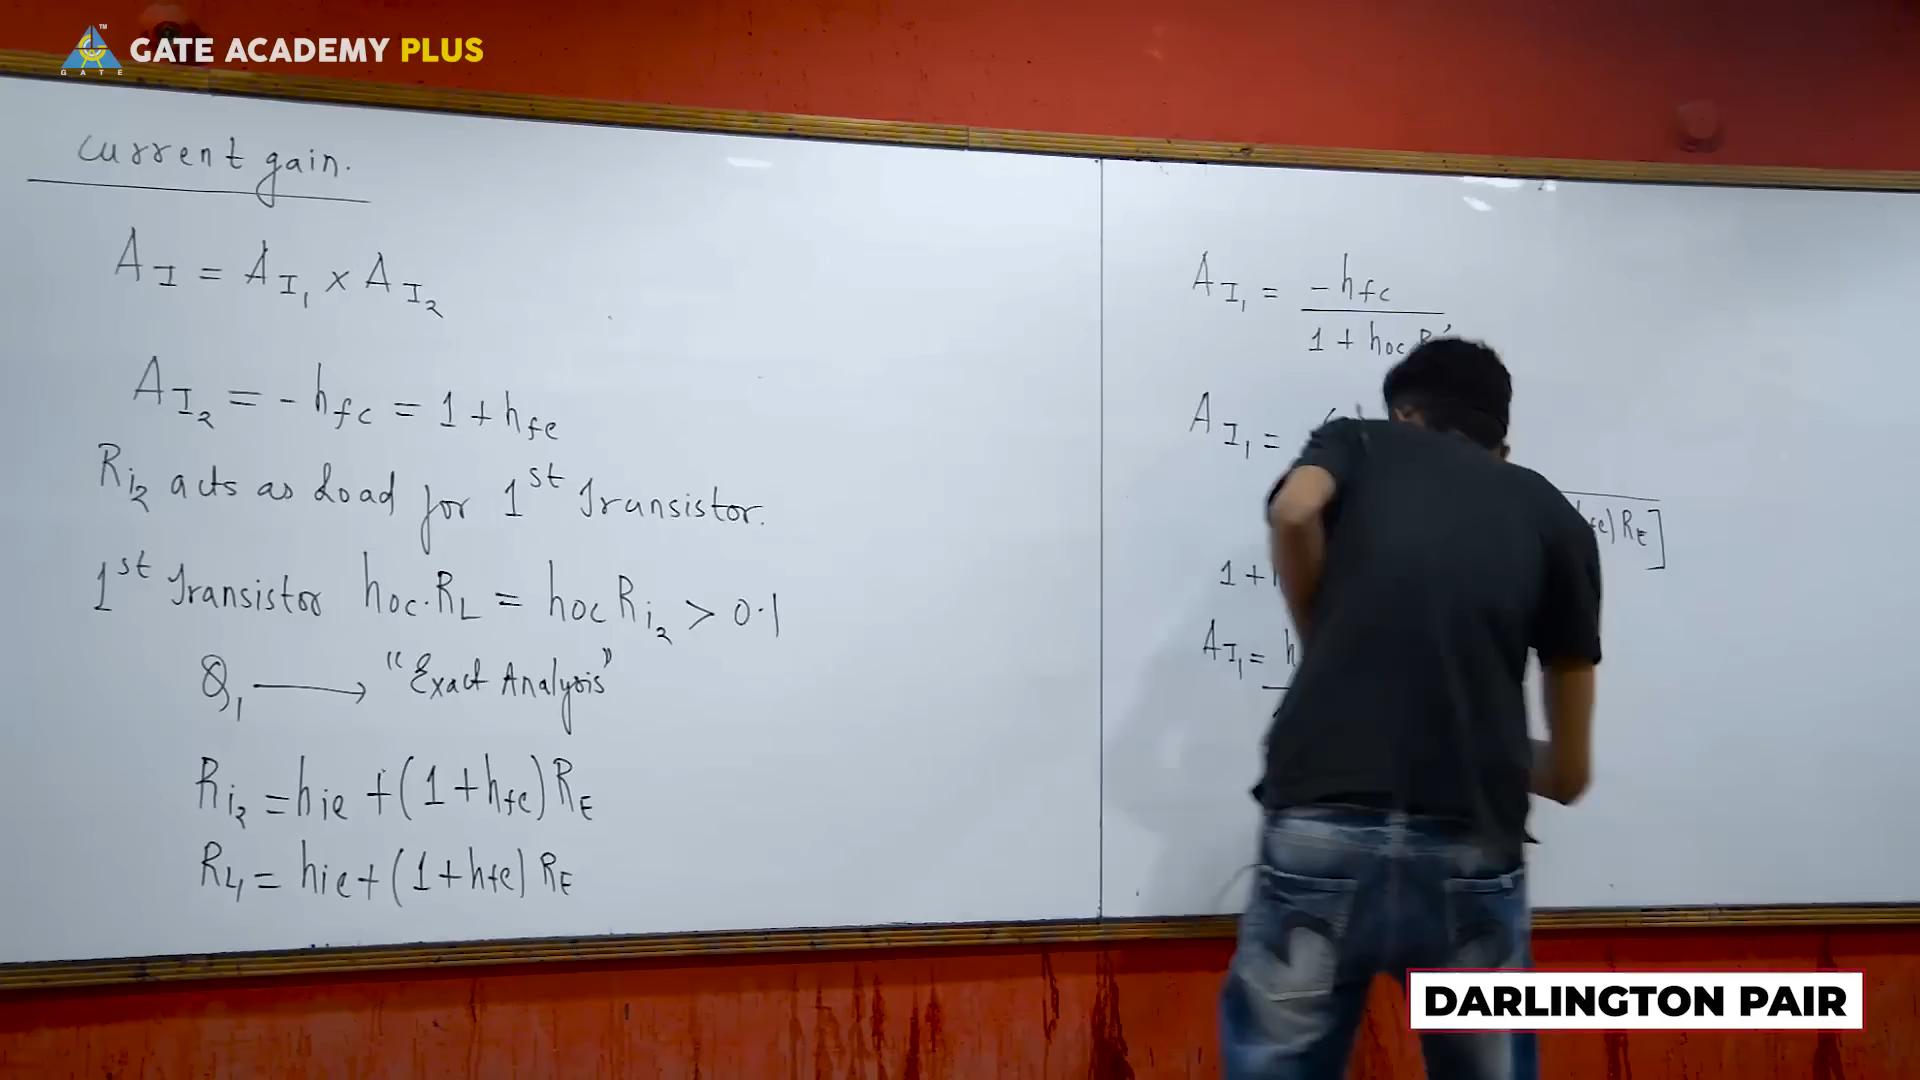 GATE ACADEMY PLUS
GATE
current gain.
A_I = A_I₁ x A_I₂
A_I₂ = - h_fc = 1 + h_fe
R_i₂ acts as Load for 1st Transistor.
1st Transistor h_oc.R_L = h_oc R_i₂ > 0.1
Q₁ → "Exact Analysis"
R_i₂ = h_ie + (1+h_fe) R_E
R_L₁ = h_ie + (1+h_fe) R_E
A_I₁ = -h_fc
1 + h_oc
A_I₁ =
R_E]
1 +
A_I₁ =
DARLINGTON PAIR